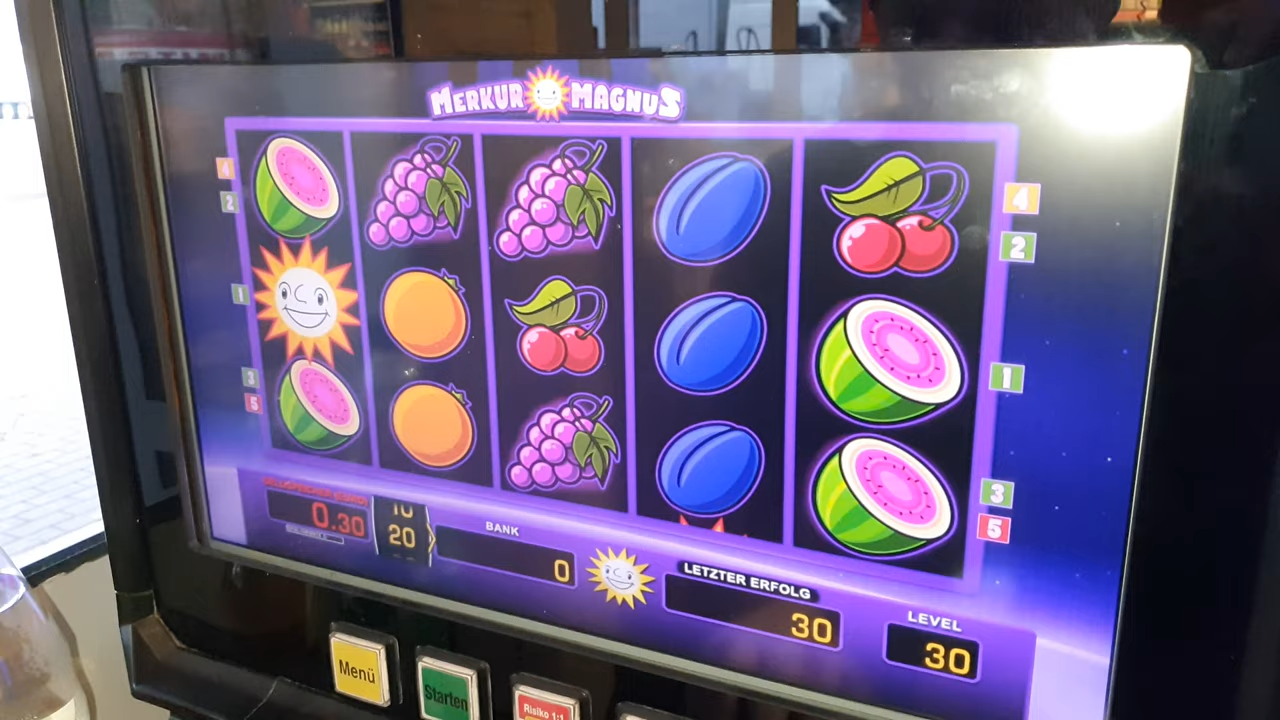 MERKUR MAGNUS
4
2
1
3
5
4
2
1
3
5
0.30
10
20
BANK
0
LETZTER ERFOLG
30
LEVEL
30
Menü
Starten
Risiko 1:1